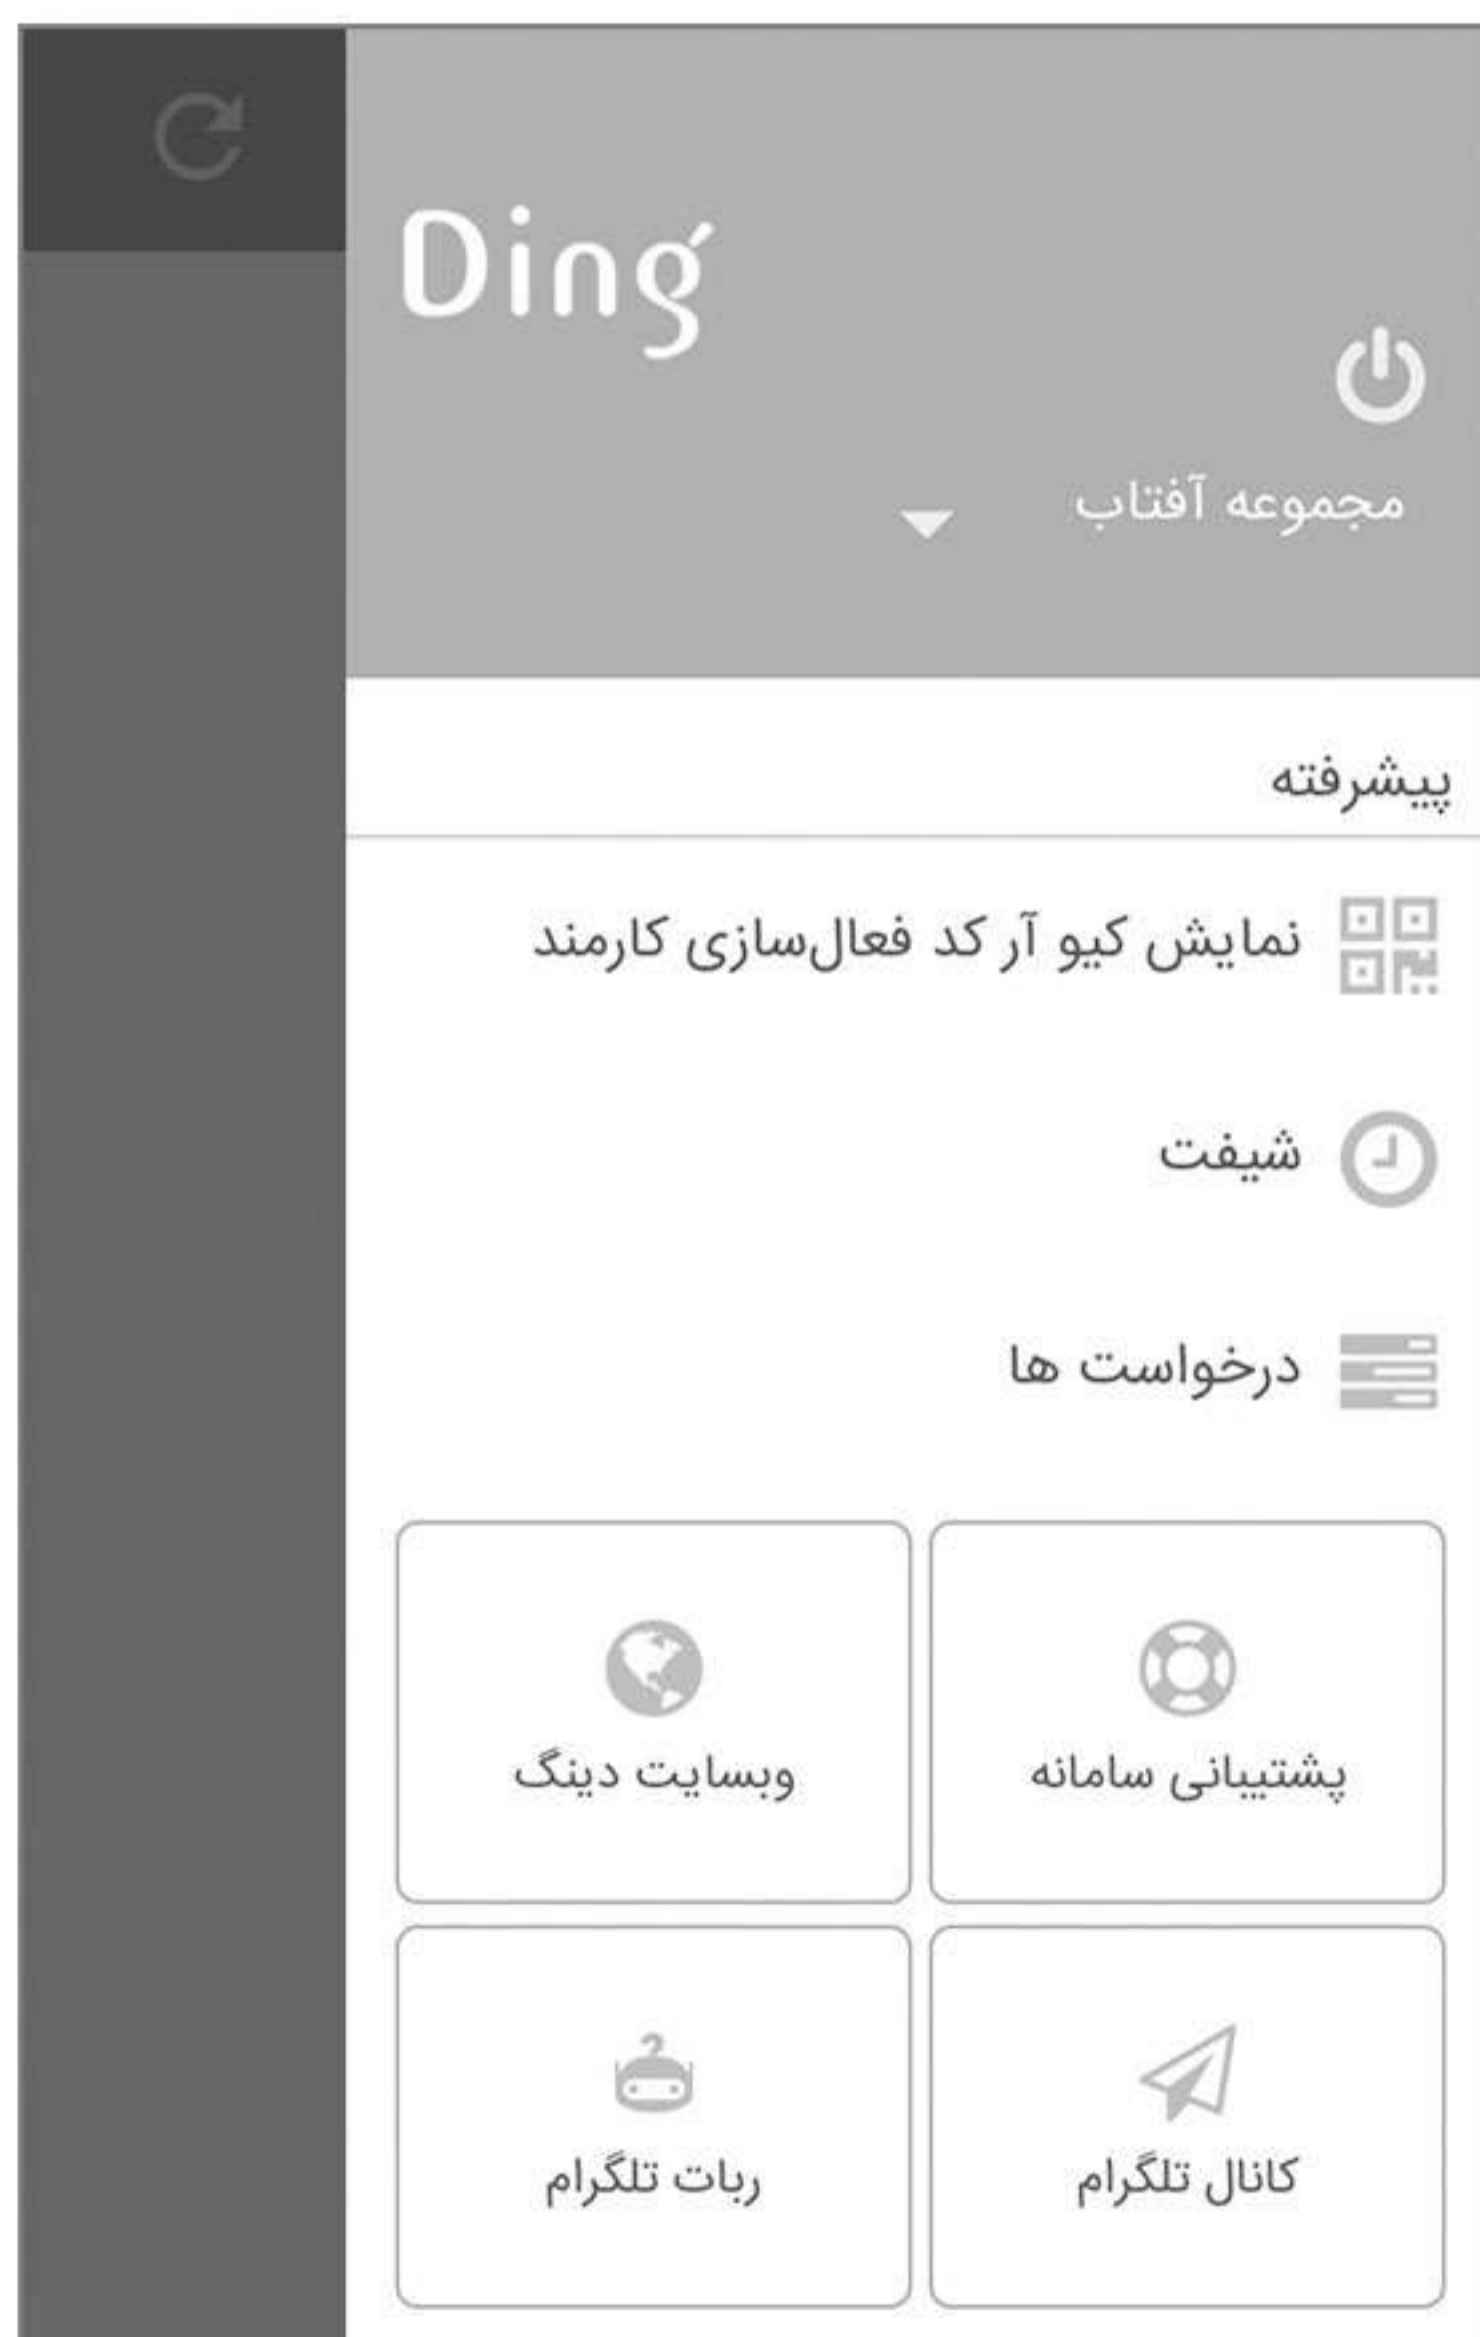 Ding
مجموعه آفتاب
پیشرفته
نمایش کیو آر کد فعال‌سازی کارمند
شیفت
درخواست ها
پشتیبانی سامانه
وبسایت دینگ
کانال تلگرام
ربات تلگرام